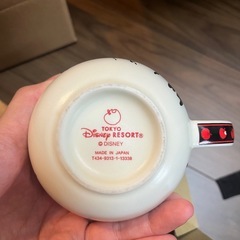 TOKYO
Disney RESORT®
© DISNEY
MADE IN JAPAN